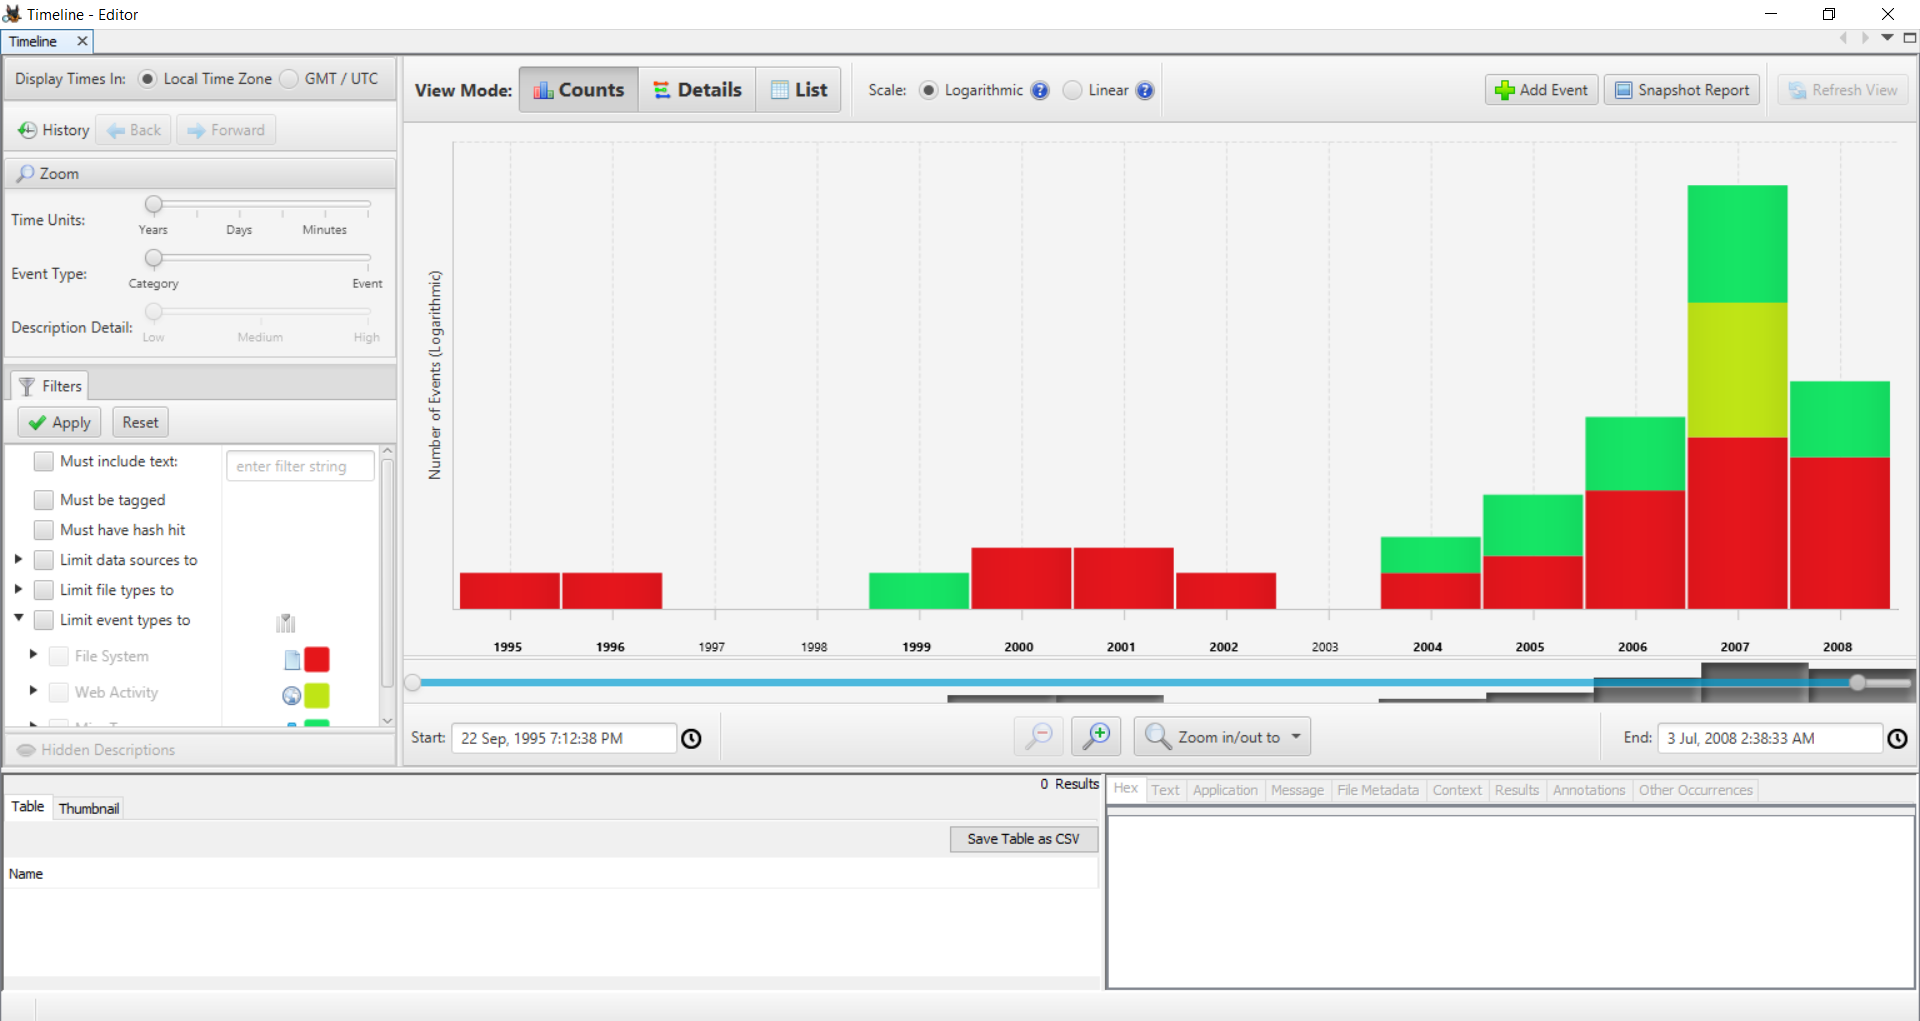 Timeline - Editor
Timeline
Display Times In: Local Time Zone GMT / UTC
History Back Forward
Zoom
Time Units:
Years Days Minutes
Event Type:
Category Event
Description Detail:
Low Medium High
Filters
Apply Reset
Must include text: enter filter string
Must be tagged
Must have hash hit
Limit data sources to
Limit file types to
Limit event types to
File System
Web Activity
Hidden Descriptions
View Mode: Counts Details List Scale: Logarithmic Linear Add Event Snapshot Report Refresh View
Number of Events (Logarithmic)
1995 1996 1997 1998 1999 2000 2001 2002 2003 2004 2005 2006 2007 2008
Start: 22 Sep, 1995 7:12:38 PM Zoom in/out to End: 3 Jul, 2008 2:38:33 AM
0 Results
Table Thumbnail
Save Table as CSV
Name
Hex Text Application Message File Metadata Context Results Annotations Other Occurrences